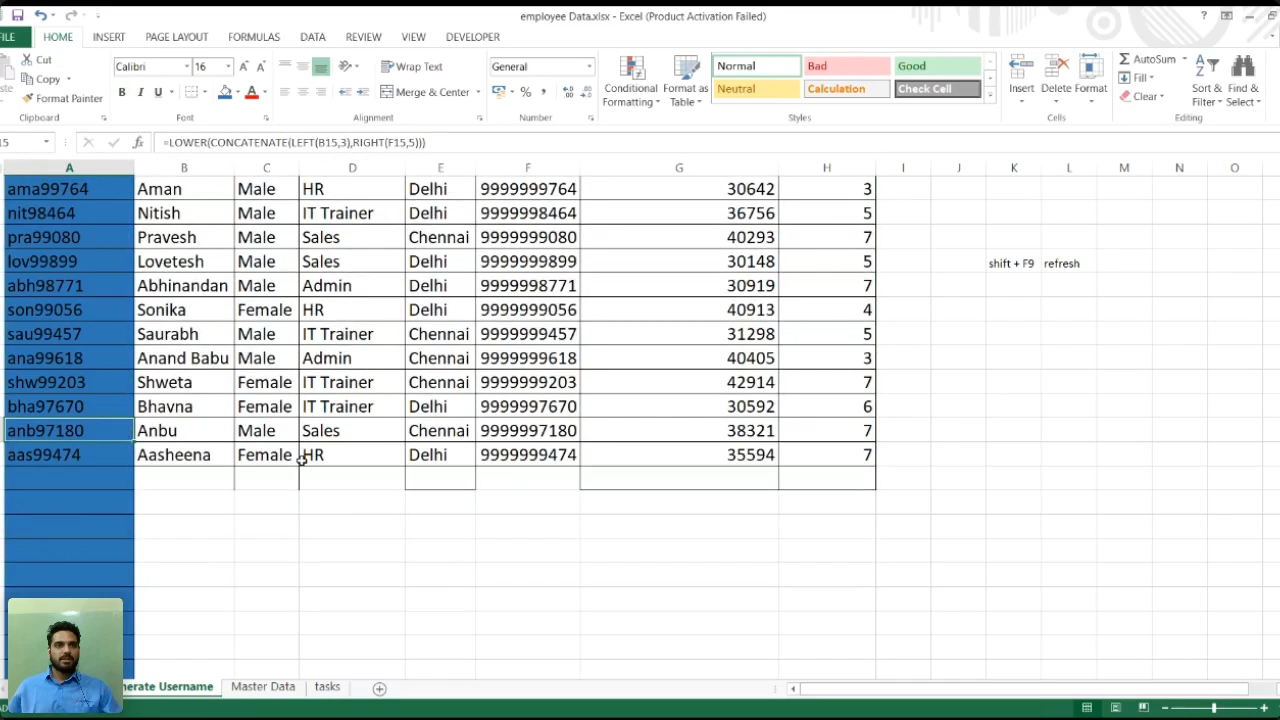 employee Data.xlsx - Excel (Product Activation Failed)
FILE HOME INSERT PAGE LAYOUT FORMULAS DATA REVIEW VIEW DEVELOPER
Cut
Copy
Format Painter
Clipboard
Calibri 16
B I U
Font
Wrap Text
Merge & Center
Alignment
General
Number
Conditional Formatting
Format as Table
Normal Bad Good
Neutral Calculation Check Cell
Styles
Insert Delete Format
Cells
AutoSum
Fill
Clear
Sort & Filter
Find & Select
Editing
15 =LOWER(CONCATENATE(LEFT(B15,3),RIGHT(F15,5)))
A B C D E F G H I J K L M N O
ama99764 Aman Male HR Delhi 9999999764 30642 3
nit98464 Nitish Male IT Trainer Delhi 9999998464 36756 5
pra99080 Pravesh Male Sales Chennai 9999999080 40293 7
lov99899 Lovetesh Male Sales Delhi 9999999899 30148 5
shift + F9 refresh
abh98771 Abhinandan Male Admin Delhi 9999998771 30919 7
son99056 Sonika Female HR Delhi 9999999056 40913 4
sau99457 Saurabh Male IT Trainer Chennai 9999999457 31298 5
ana99618 Anand Babu Male Admin Chennai 9999999618 40405 3
shw99203 Shweta Female IT Trainer Chennai 9999999203 42914 7
bha97670 Bhavna Female IT Trainer Delhi 9999997670 30592 6
anb97180 Anbu Male Sales Chennai 9999997180 38321 7
aas99474 Aasheena Female HR Delhi 9999999474 35594 7
nerate Username Master Data tasks